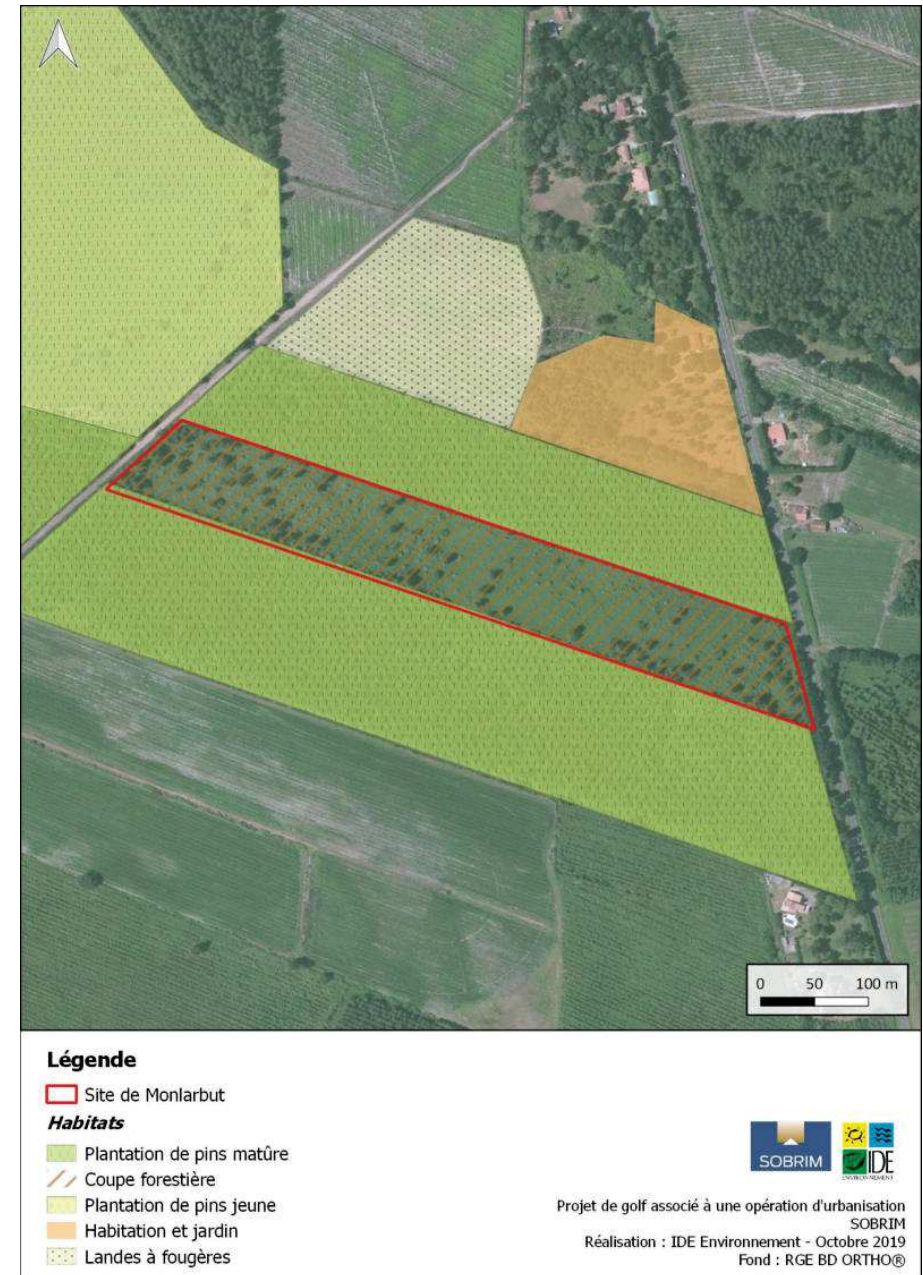 0 50 100 m
Légende
Site de Monlarbut
Habitats
Plantation de pins matûre
Coupe forestière
Plantation de pins jeune
Habitation et jardin
Landes à fougères
SOBRIM
IDE
ENVIRONNEMENT
Projet de golf associé à une opération d'urbanisation
SOBRIM
Réalisation : IDE Environnement - Octobre 2019
Fond : RGE BD ORTHO®